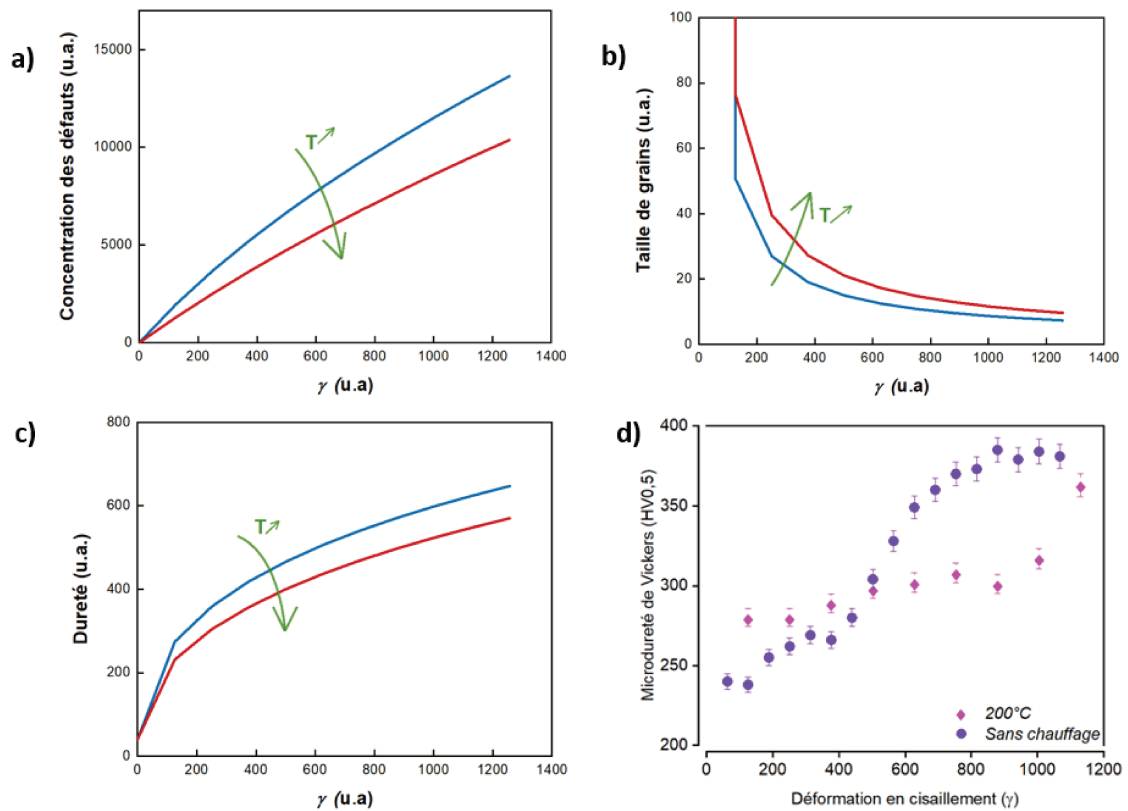 a)
Concentration des défauts (u.a.)
15000
10000
5000
0
T↗
0 200 400 600 800 1000 1200 1400
γ (u.a)
b)
Taille de grains (u.a.)
100
80
60
40
20
0
T↗
0 200 400 600 800 1000 1200 1400
γ (u.a)
c)
Dureté (u.a.)
800
600
400
200
0
T↗
0 200 400 600 800 1000 1200 1400
γ (u.a)
d)
Microdureté de Vickers (HV0,5)
400
350
300
250
200
200°C
Sans chauffage
0 200 400 600 800 1000 1200
Déformation en cisaillement (γ)